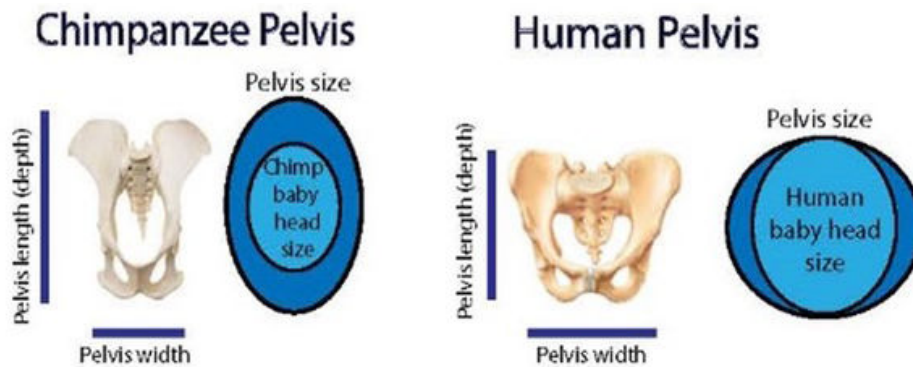 Chimpanzee Pelvis
Pelvis size
Pelvis length (depth)
Chimp
baby
head
size
Pelvis width
Human Pelvis
Pelvis size
Pelvis length (depth)
Human
baby head
size
Pelvis width